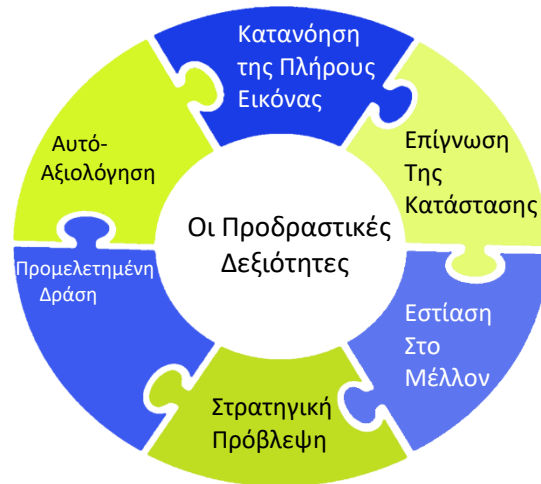 Κατανόηση
της Πλήρους
Εικόνας
Επίγνωση
Της
Κατάστασης
Εστίαση
Στο
Μέλλον
Στρατηγική
Πρόβλεψη
Προμελετημένη
Δράση
Αυτό-
Αξιολόγηση
Οι Προδραστικές
Δεξιότητες